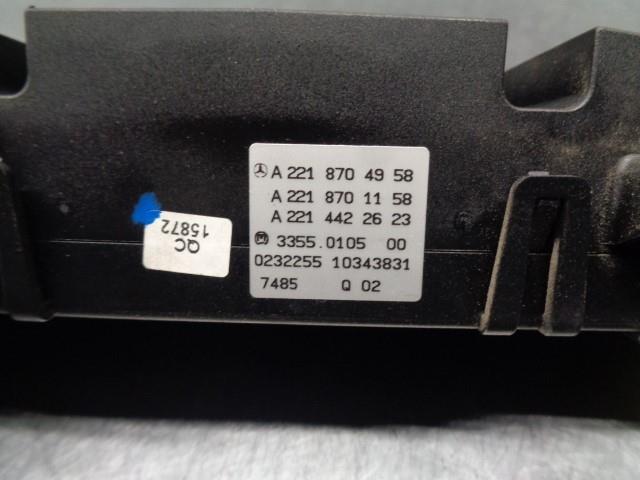 A 221 870 49 58
A 221 870 11 58
A 221 442 26 23
3355.0105 00
0232255 10343831
7485 Q 02
QC
15872